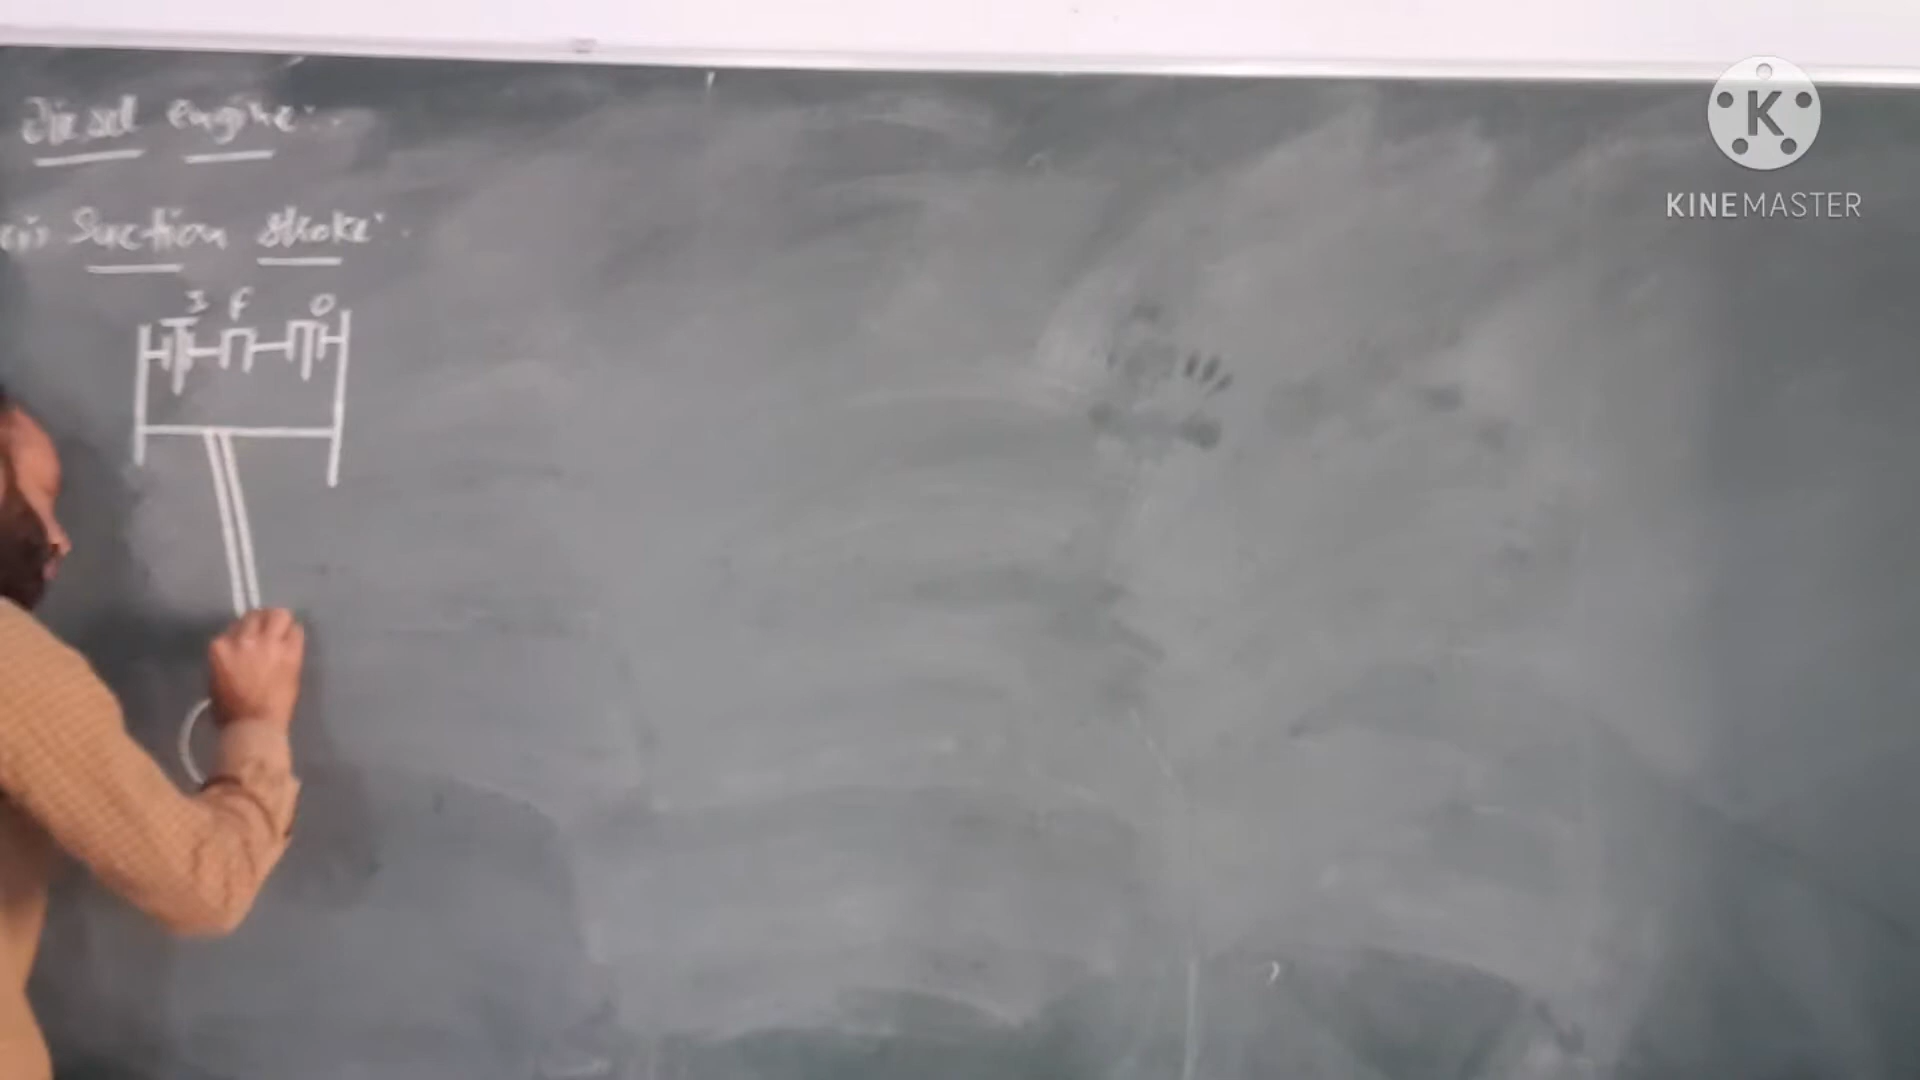 Diesel engine:-
(i) Suction stroke:-
I F O
K
KINEMASTER